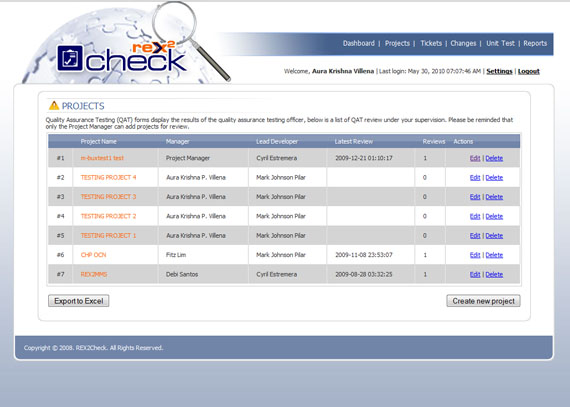 rex2
check
Dashboard | Projects | Tickets | Changes | Unit Test | Reports
Welcome, Aura Krishna Villena | Last login: May 30, 2010 07:07:46 AM | Settings | Logout
PROJECTS
Quality Assurance Testing (QAT) forms display the results of the quality assurance testing officer, below is a list of QAT review under your supervision. Please be reminded
that only the Project Manager can add projects for review.
Project Name Manager Lead Developer Latest Review Reviews Actions
#1 m-buxtest1 test Project Manager Cyril Estremera 2009-12-21 01:10:17 1 Edit | Delete
#2 TESTING PROJECT 4 Aura Krishna P. Villena Mark Johnson Pilar 0 Edit | Delete
#3 TESTING PROJECT 3 Aura Krishna P. Villena Mark Johnson Pilar 0 Edit | Delete
#4 TESTING PROJECT 2 Aura Krishna P. Villena Mark Johnson Pilar 0 Edit | Delete
#5 TESTING PROJECT 1 Aura Krishna P. Villena Mark Johnson Pilar 0 Edit | Delete
#6 CHP OCN Fitz Lim Mark Johnson Pilar 2009-11-08 23:53:07 1 Edit | Delete
#7 REX2MMS Debi Santos Cyril Estremera 2009-08-28 03:32:25 1 Edit | Delete
Export to Excel Create new project
Copyright © 2008. REX2Check. All Rights Reserved.